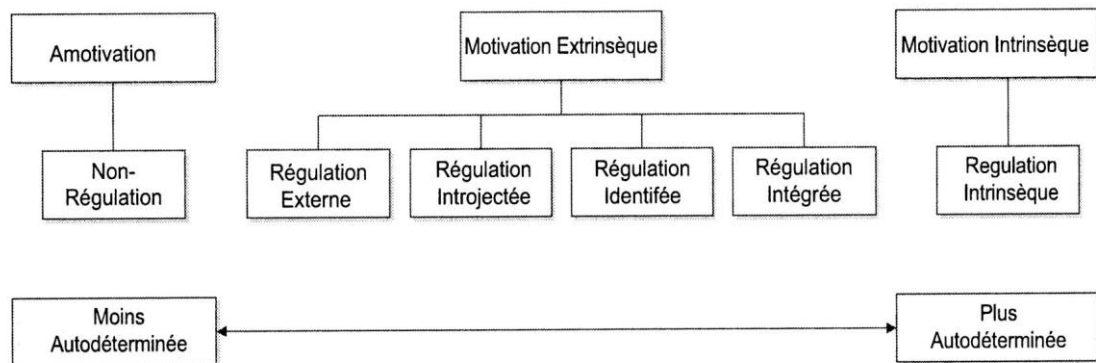 Amotivation
Motivation Extrinsèque
Motivation Intrinsèque
Non-
Régulation
Régulation
Externe
Régulation
Introjectée
Régulation
Identifée
Régulation
Intégrée
Regulation
Intrinsèque
Moins
Autodéterminée
Plus
Autodéterminée